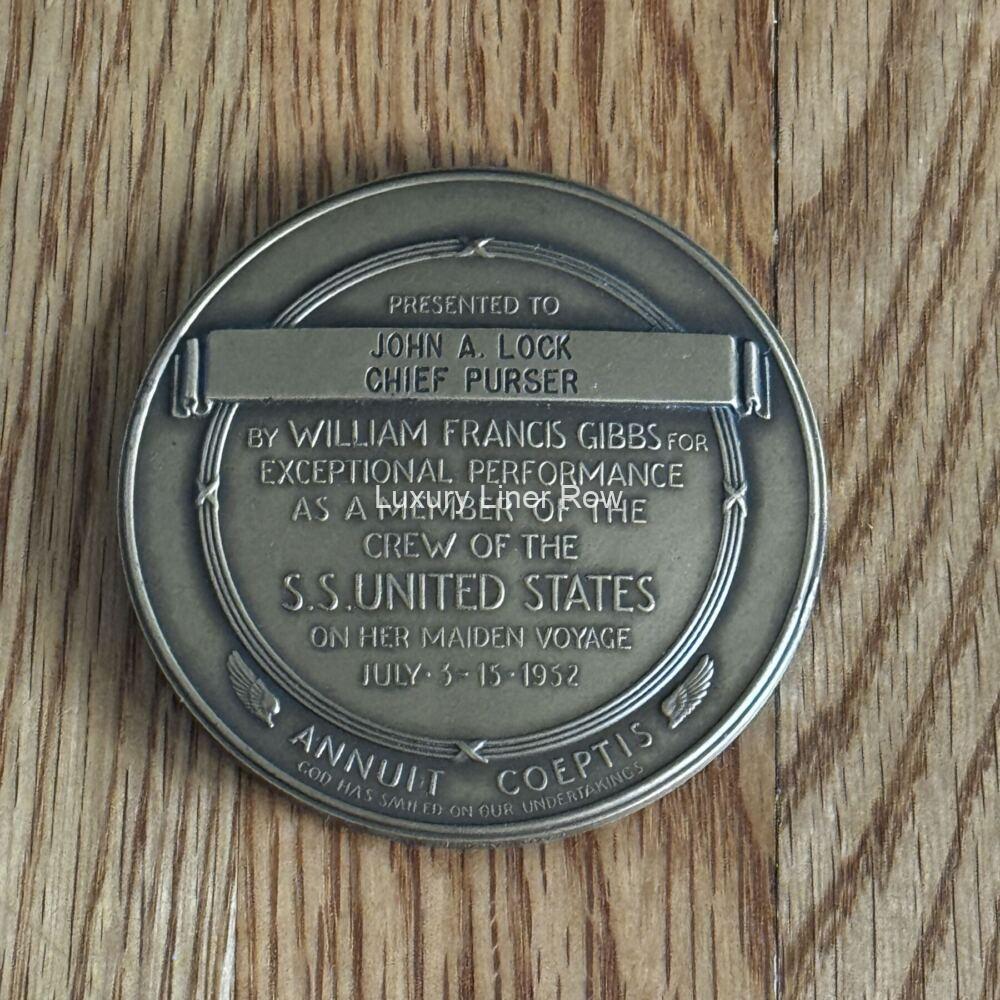 PRESENTED TO
JOHN A. LOCK
CHIEF PURSER
BY WILLIAM FRANCIS GIBBS FOR
EXCEPTIONAL PERFORMANCE
AS A MEMBER OF THE
Luxury Liner Row
CREW OF THE
S.S. UNITED STATES
ON HER MAIDEN VOYAGE
JULY · 3-15 · 1952
ANNUIT COEPTIS
GOD HAS SMILED ON OUR UNDERTAKINGS